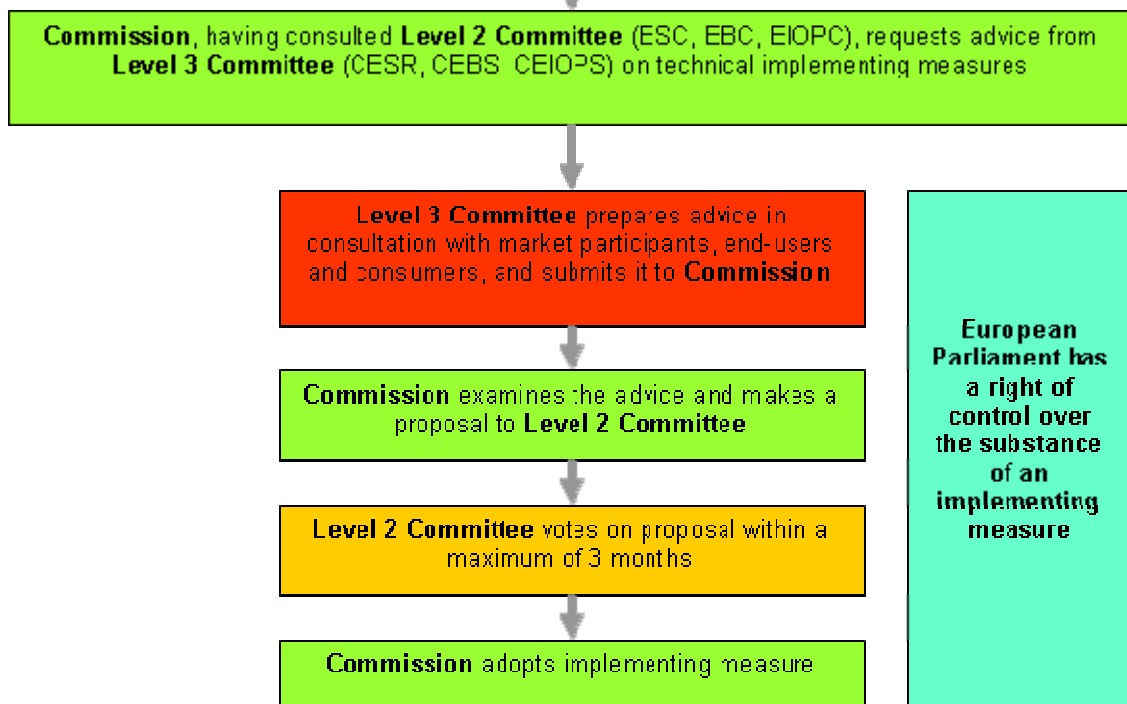 Commission, having consulted Level 2 Committee (ESC, EBC, EIOPC), requests advice from
Level 3 Committee (CESR, CEBS CEIOPS) on technical implementing measures
Level 3 Committee prepares advice in
consultation with market participants, end-users
and consumers, and submits it to Commission
Commission examines the advice and makes a
proposal to Level 2 Committee
Level 2 Committee votes on proposal within a
maximum of 3 months
Commission adopts implementing measure
European
Parliament has
a right of
control over
the substance
of an
implementing
measure